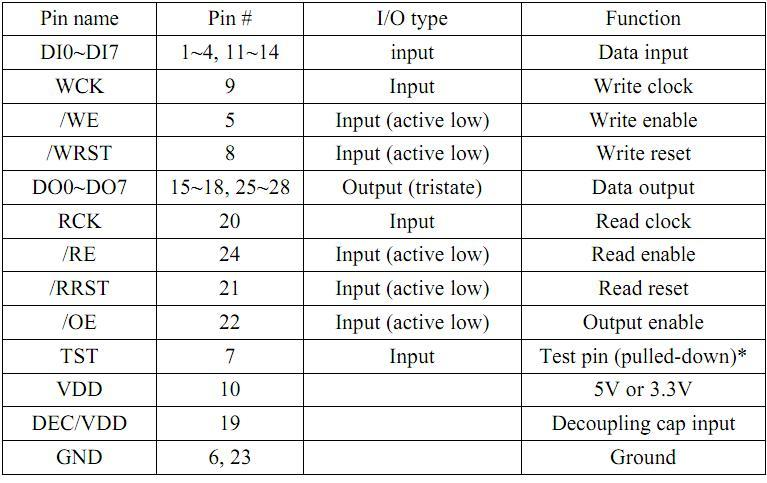 Pin name Pin # I/O type Function
DI0~DI7 1~4, 11~14 input Data input
WCK 9 Input Write clock
/WE 5 Input (active low) Write enable
/WRST 8 Input (active low) Write reset
DO0~DO7 15~18, 25~28 Output (tristate) Data output
RCK 20 Input Read clock
/RE 24 Input (active low) Read enable
/RRST 21 Input (active low) Read reset
/OE 22 Input (active low) Output enable
TST 7 Input Test pin (pulled-down)*
VDD 10 5V or 3.3V
DEC/VDD 19 Decoupling cap input
GND 6, 23 Ground